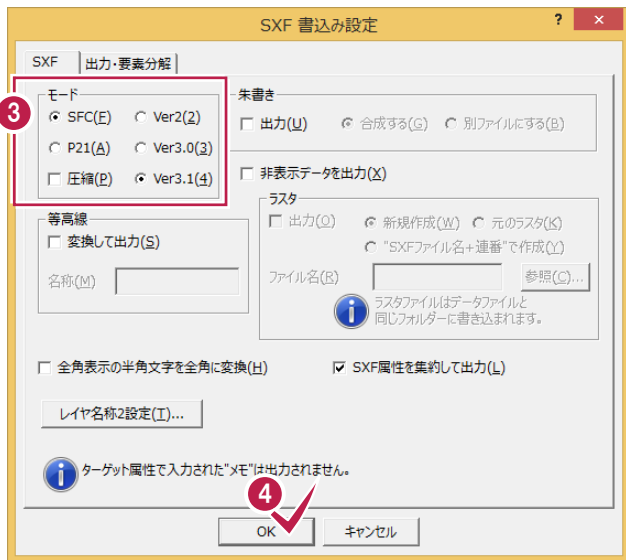 SXF 書込み設定
?
×
SXF
出力・要素分解
3
モード
SFC(F)
Ver2(2)
P21(A)
Ver3.0(3)
圧縮(P)
Ver3.1(4)
朱書き
出力(U)
合成する(G)
別ファイルにする(B)
非表示データを出力(X)
等高線
変換して出力(S)
名称(M)
ラスタ
出力(O)
新規作成(W)
元のラスタ(K)
"SXFファイル名+連番"で作成(Y)
ファイル名(R)
参照(C)...
ラスタファイルはデータファイルと
同じフォルダーに書き込まれます。
全角表示の半角文字を全角に変換(H)
SXF属性を集約して出力(L)
レイヤ名称2設定(T)...
ターゲット属性で入力された"メモ"は出力されません。
4
OK
キャンセル